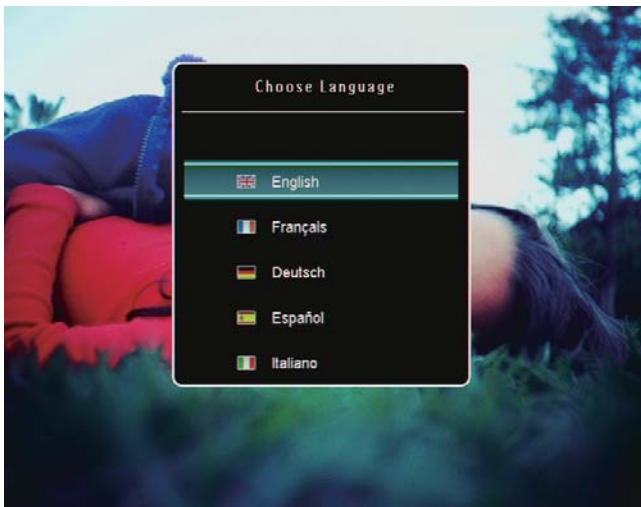 Choose Language
English
Français
Deutsch
Español
Italiano